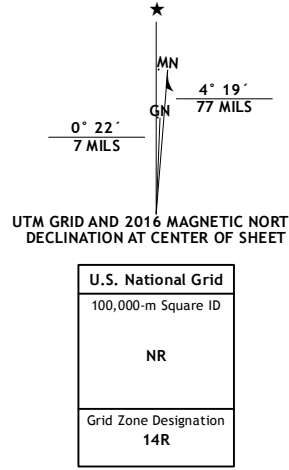 ★
MN
GN
4° 19´
77 MILS
0° 22´
7 MILS
UTM GRID AND 2016 MAGNETIC NORT
DECLINATION AT CENTER OF SHEET
U.S. National Grid
100,000-m Square ID
NR
Grid Zone Designation
14R